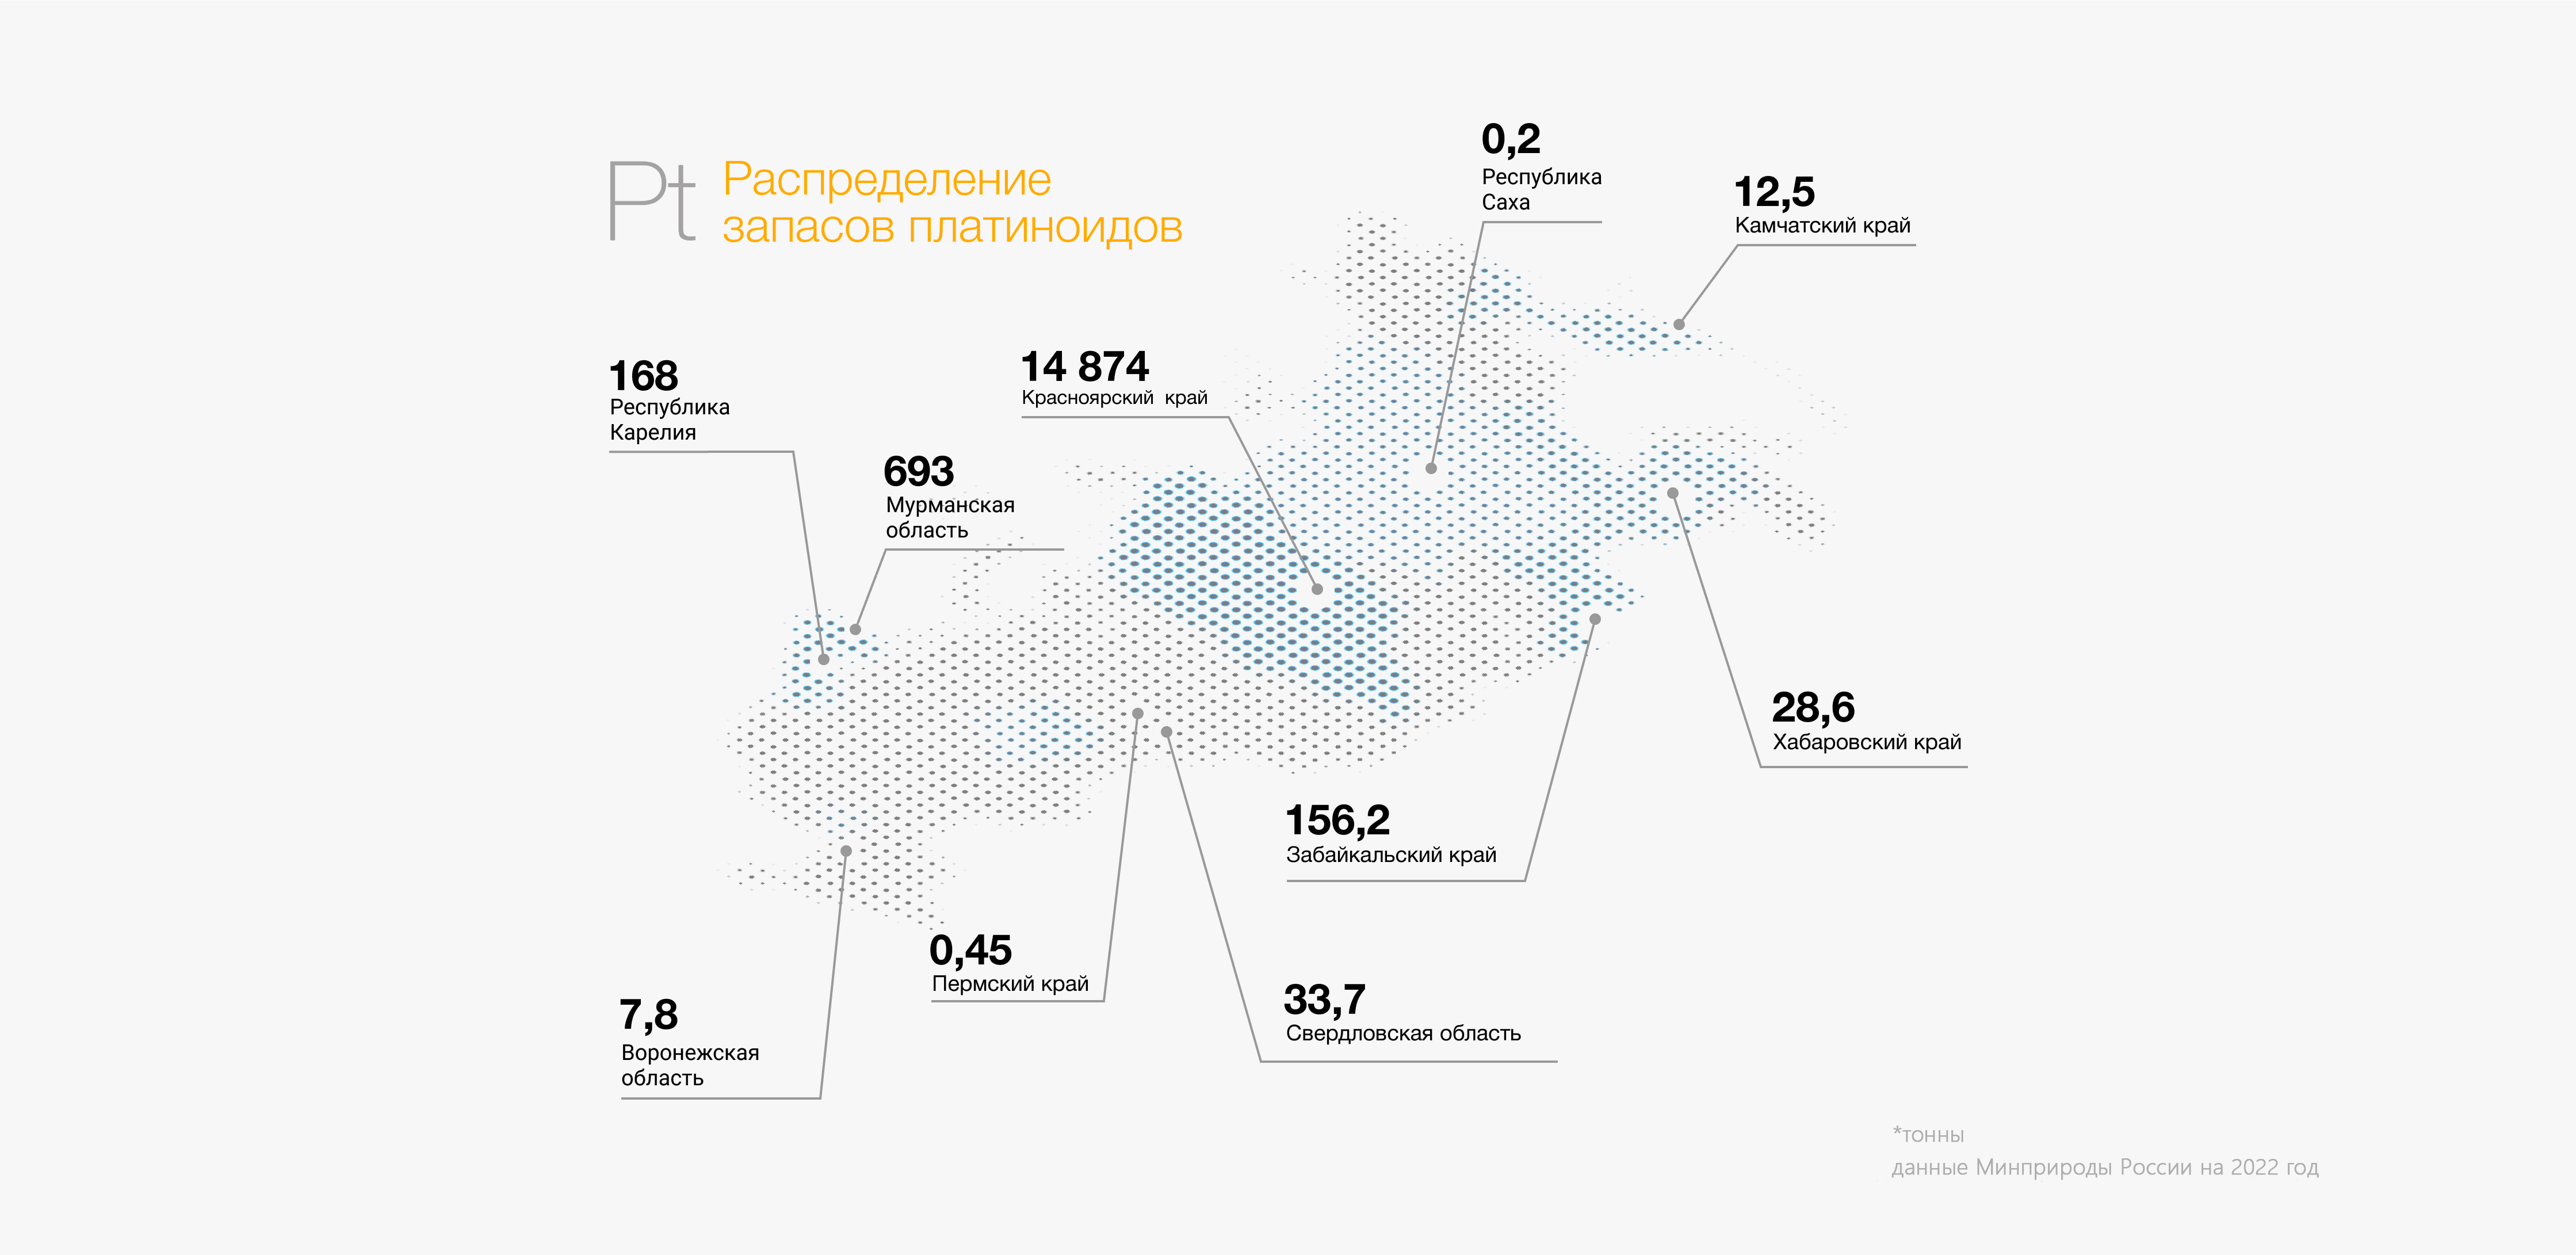 Pt
Распределение
запасов платиноидов
0,2
Республика
Саха
12,5
Камчатский край
168
Республика
Карелия
14 874
Красноярский край
693
Мурманская
область
28,6
Хабаровский край
156,2
Забайкальский край
0,45
Пермский край
33,7
Свердловская область
7,8
Воронежская
область
*тонны
данные Минприроды России на 2022 год